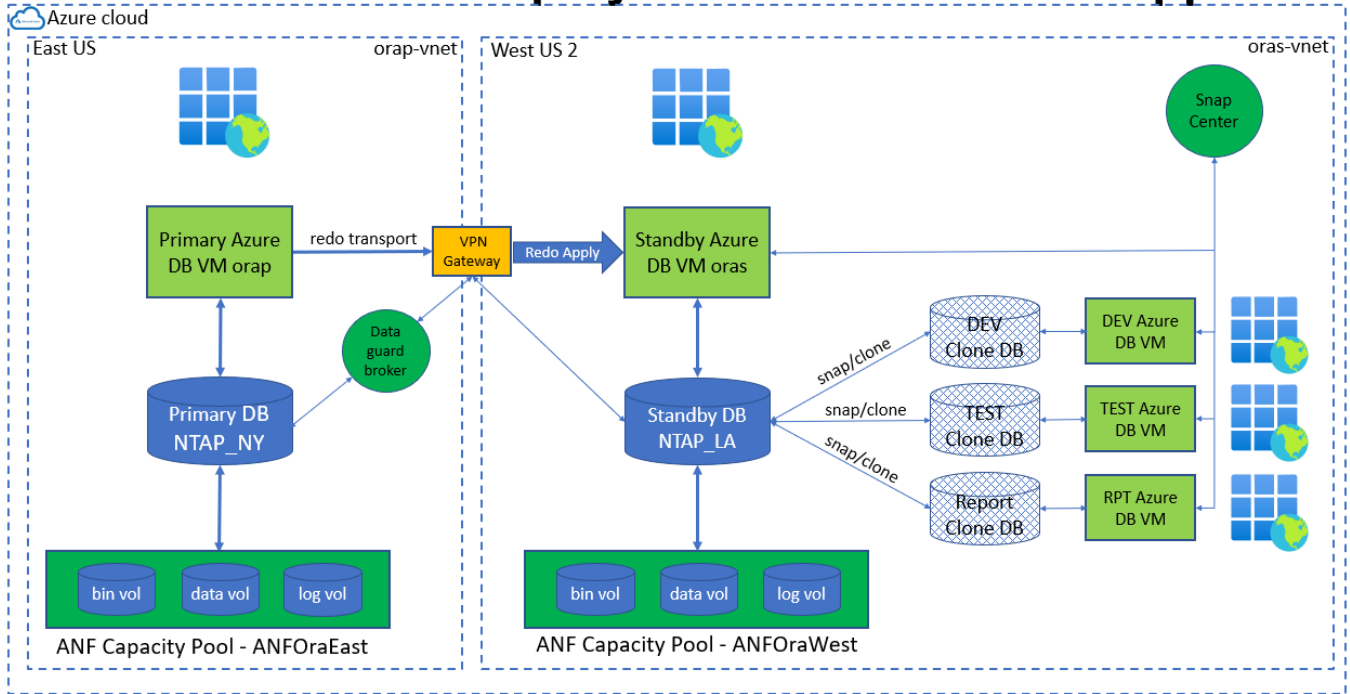 Azure cloud
East US
orap-vnet
West US 2
oras-vnet
Snap
Center
Primary Azure
DB VM orap
redo transport
VPN
Gateway
Redo Apply
Standby Azure
DB VM oras
Data
guard
broker
Primary DB
NTAP_NY
Standby DB
NTAP_LA
snap/clone
snap/clone
snap/clone
DEV
Clone DB
DEV Azure
DB VM
TEST
Clone DB
TEST Azure
DB VM
Report
Clone DB
RPT Azure
DB VM
bin vol
data vol
log vol
ANF Capacity Pool - ANFOraEast
bin vol
data vol
log vol
ANF Capacity Pool - ANFOraWest